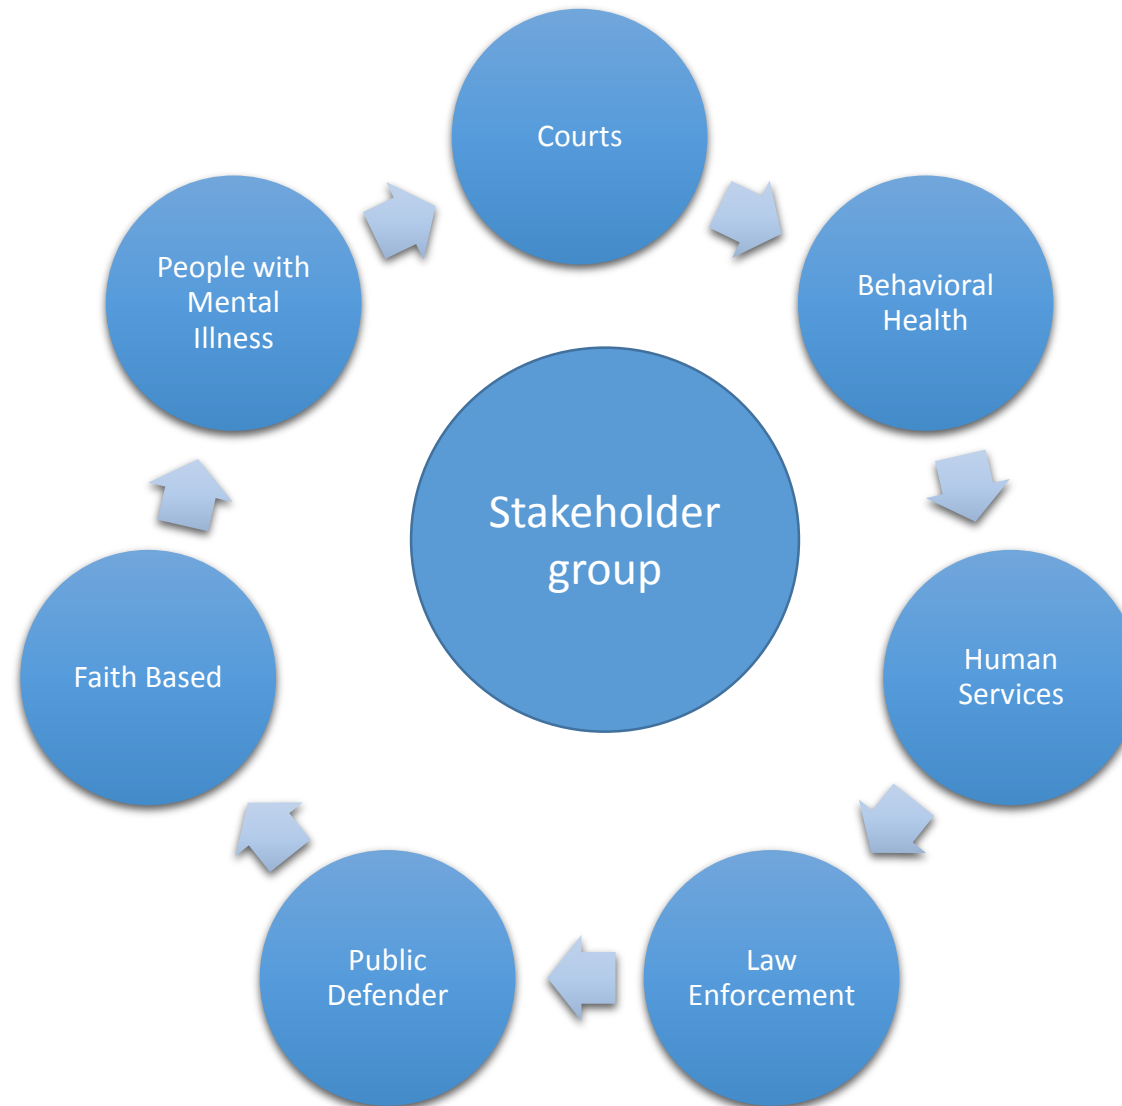 Courts
Behavioral
Health
Human
Services
Law
Enforcement
Public
Defender
Faith Based
People with
Mental
Illness
Stakeholder
group